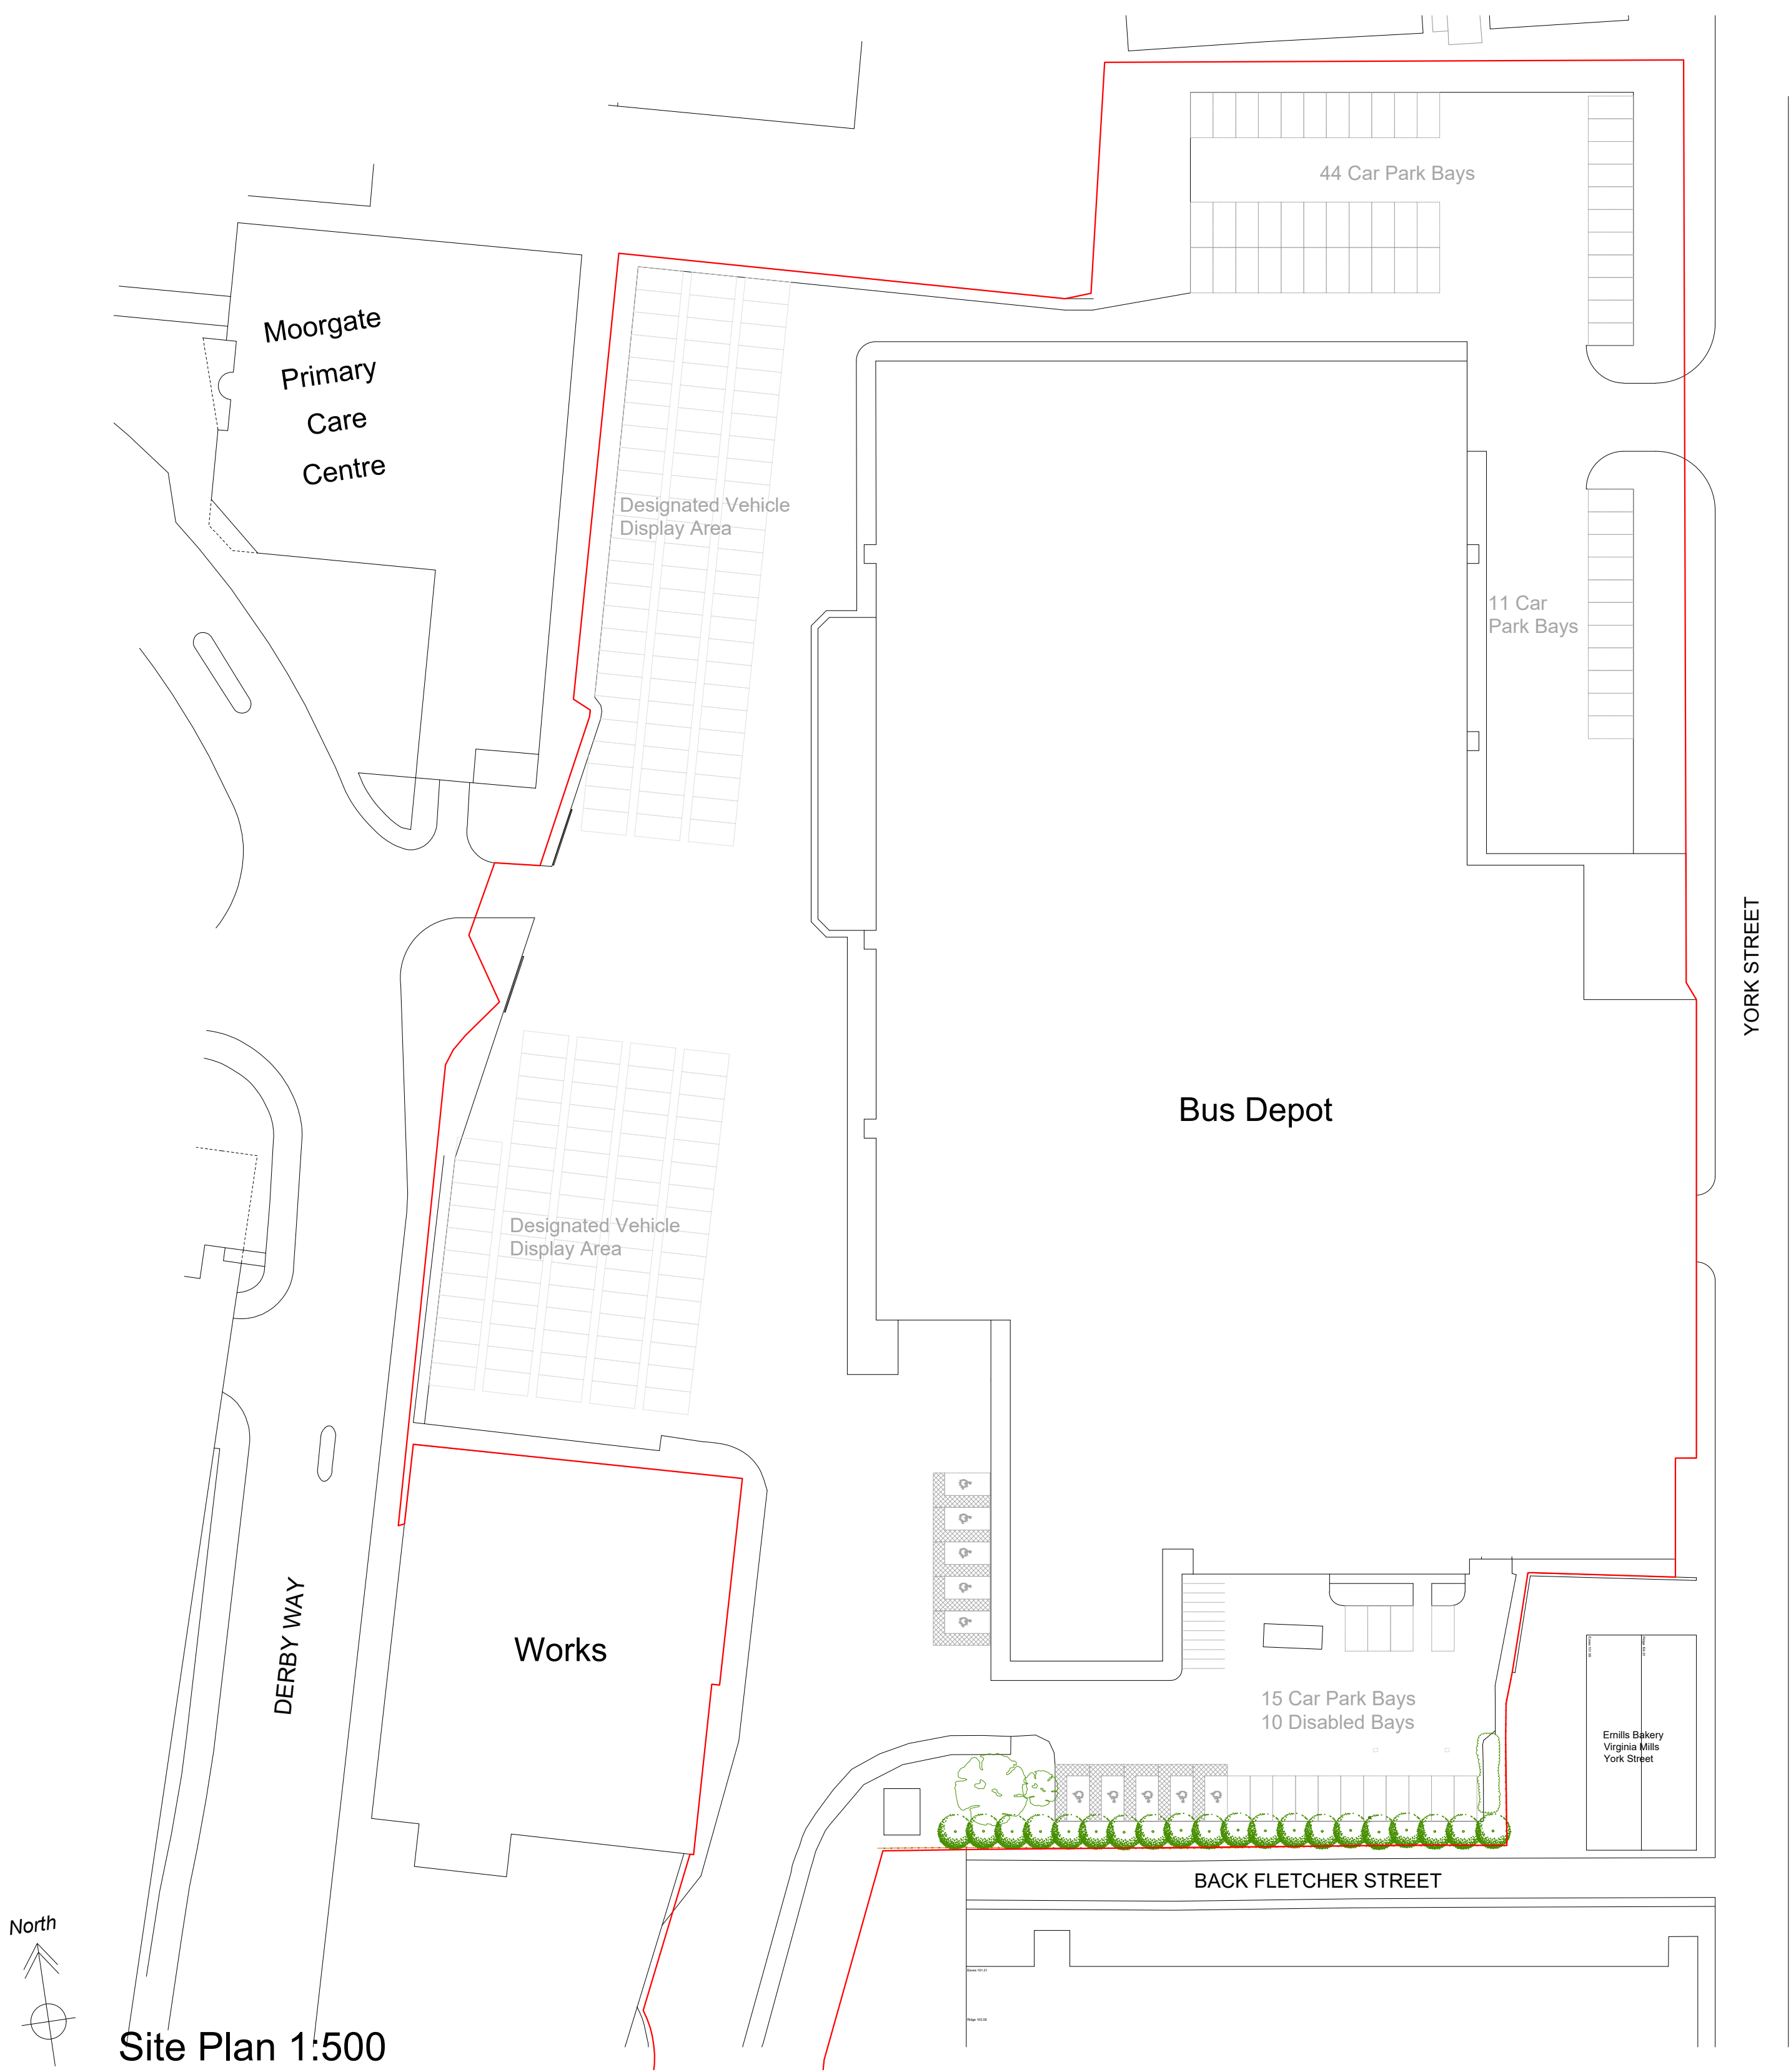 44 Car Park Bays
Moorgate
Primary
Care
Centre
Designated Vehicle
Display Area
11 Car
Park Bays
YORK STREET
Bus Depot
Designated Vehicle
Display Area
Works
DERBY WAY
15 Car Park Bays
10 Disabled Bays
Ernills Bakery
Virginia Mills
York Street
BACK FLETCHER STREET
North
Site Plan 1:500